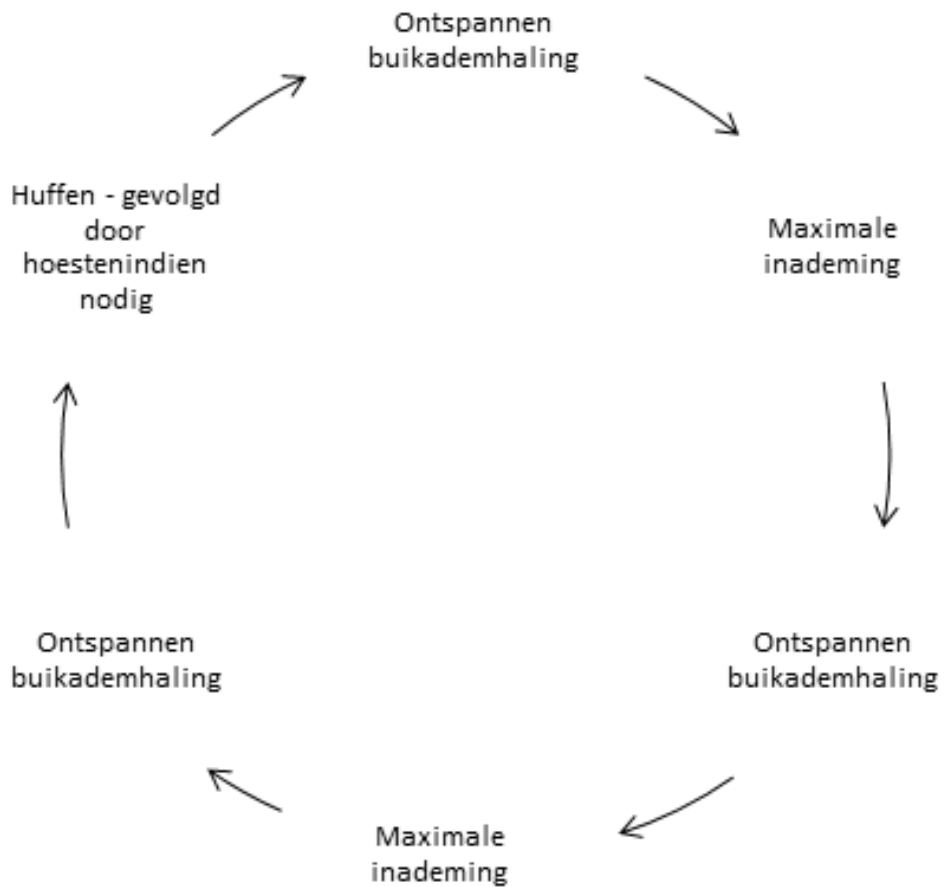 Ontspannen
buikademhaling
Maximale
inademing
Ontspannen
buikademhaling
Maximale
inademing
Ontspannen
buikademhaling
Huffen - gevolgd
door
hoestenindien
nodig